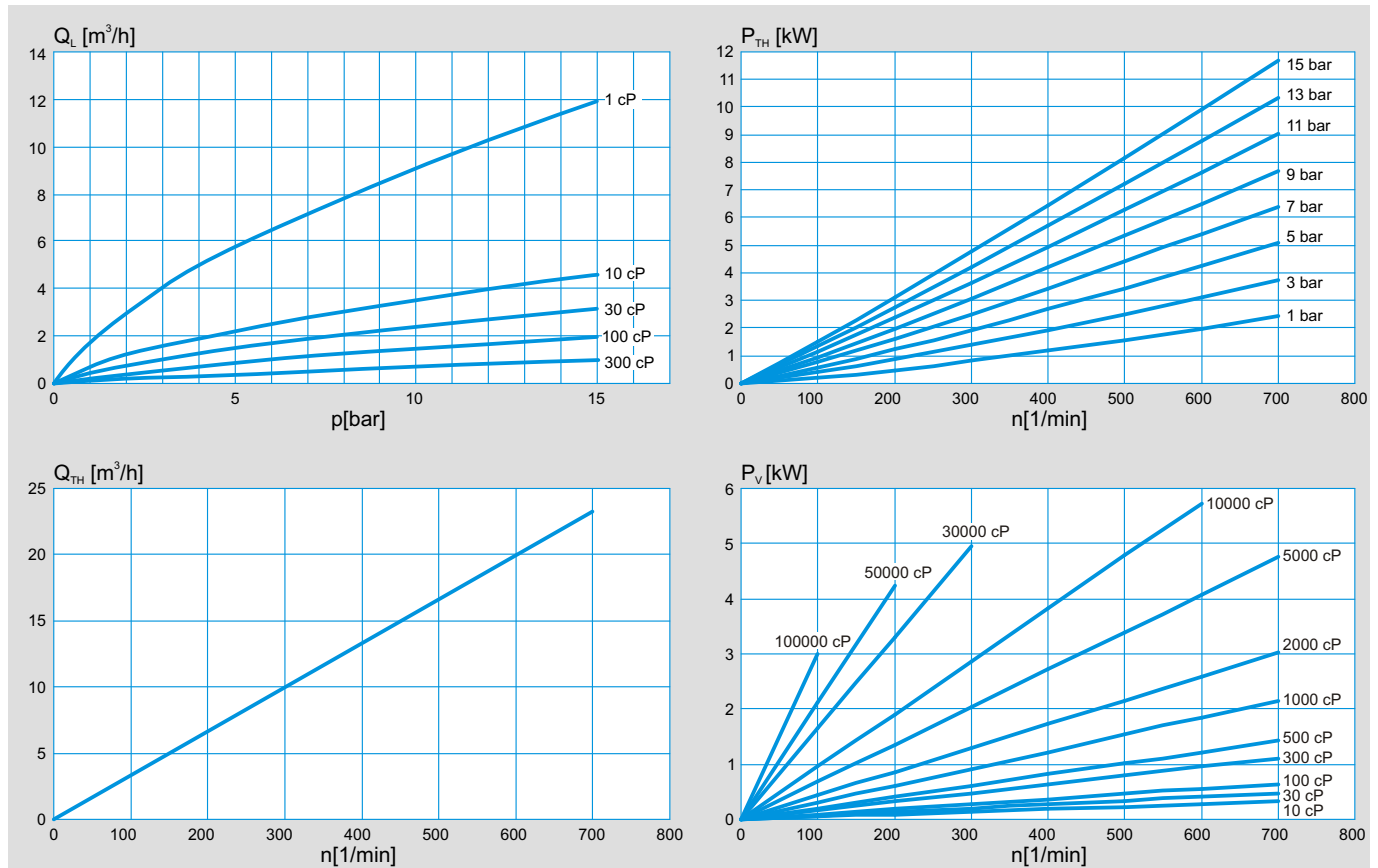 Q_L [m³/h]
14
12
10
8
6
4
2
0
1 cP
10 cP
30 cP
100 cP
300 cP
0 5 10 15
p[bar]
P_TH [kW]
12
11
10
9
8
7
6
5
4
3
2
1
0
15 bar
13 bar
11 bar
9 bar
7 bar
5 bar
3 bar
1 bar
0 100 200 300 400 500 600 700 800
n[1/min]
Q_TH [m³/h]
25
20
15
10
5
0
0 100 200 300 400 500 600 700 800
n[1/min]
P_V [kW]
6
5
4
3
2
1
0
10000 cP
30000 cP
5000 cP
50000 cP
100000 cP
2000 cP
1000 cP
500 cP
300 cP
100 cP
30 cP
10 cP
0 100 200 300 400 500 600 700 800
n[1/min]